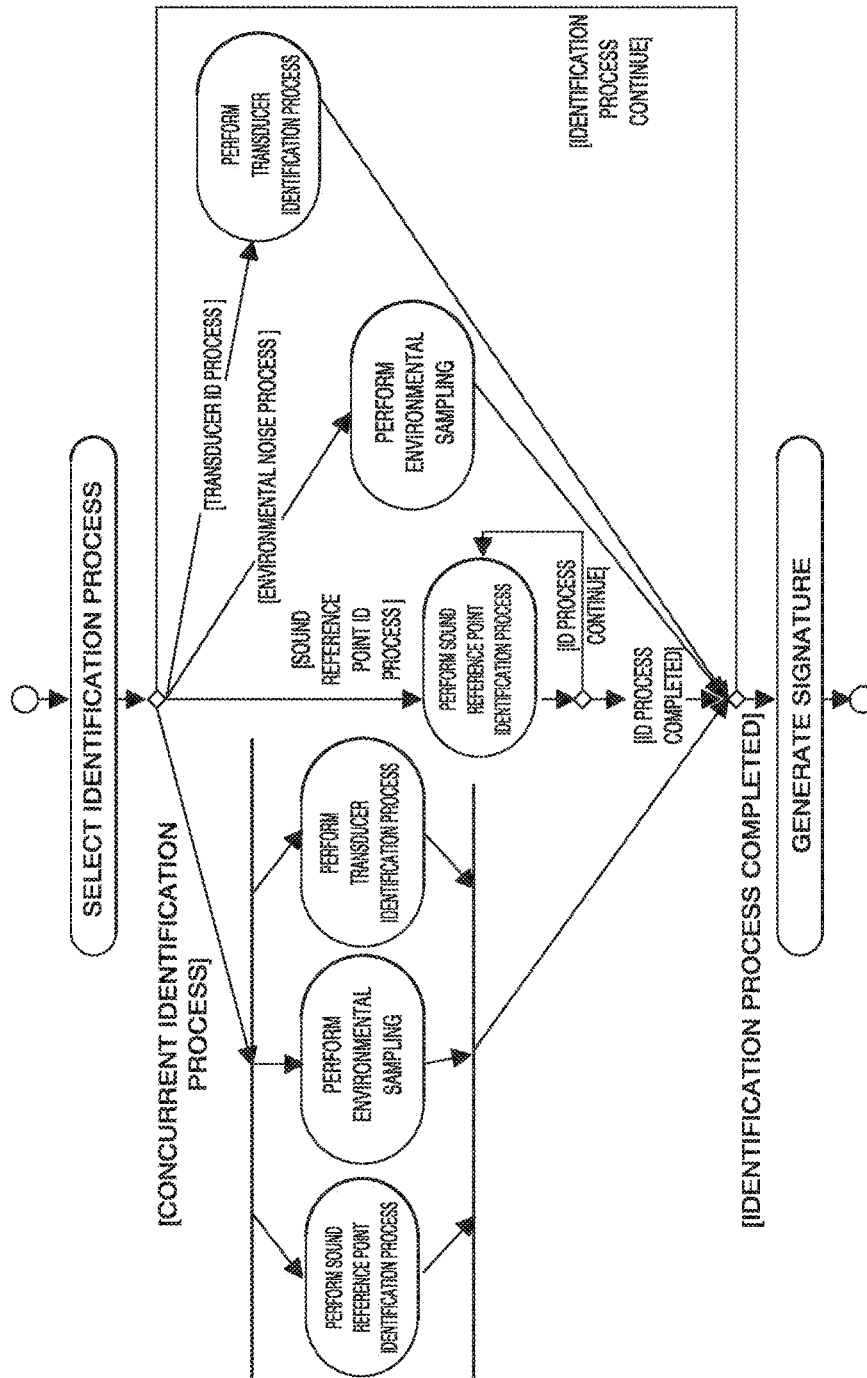 SELECT IDENTIFICATION PROCESS
[CONCURRENT IDENTIFICATION
PROCESS]
[SOUND
REFERENCE
POINT ID
PROCESS]
[ENVIRONMENTAL NOISE PROCESS ]
[TRANSDUCER ID PROCESS ]
PERFORM SOUND
REFERENCE POINT
IDENTIFICATION PROCESS
PERFORM
ENVIRONMENTAL
SAMPLING
PERFORM
TRANSDUCER
IDENTIFICATION PROCESS
PERFORM SOUND
REFERENCE POINT
IDENTIFICATION PROCESS
PERFORM
ENVIRONMENTAL
SAMPLING
PERFORM
TRANSDUCER
IDENTIFICATION PROCESS
[ID PROCESS
CONTINUE]
[ID PROCESS
COMPLETED]
[IDENTIFICATION
PROCESS
CONTINUE]
[IDENTIFICATION PROCESS COMPLETED]
GENERATE SIGNATURE